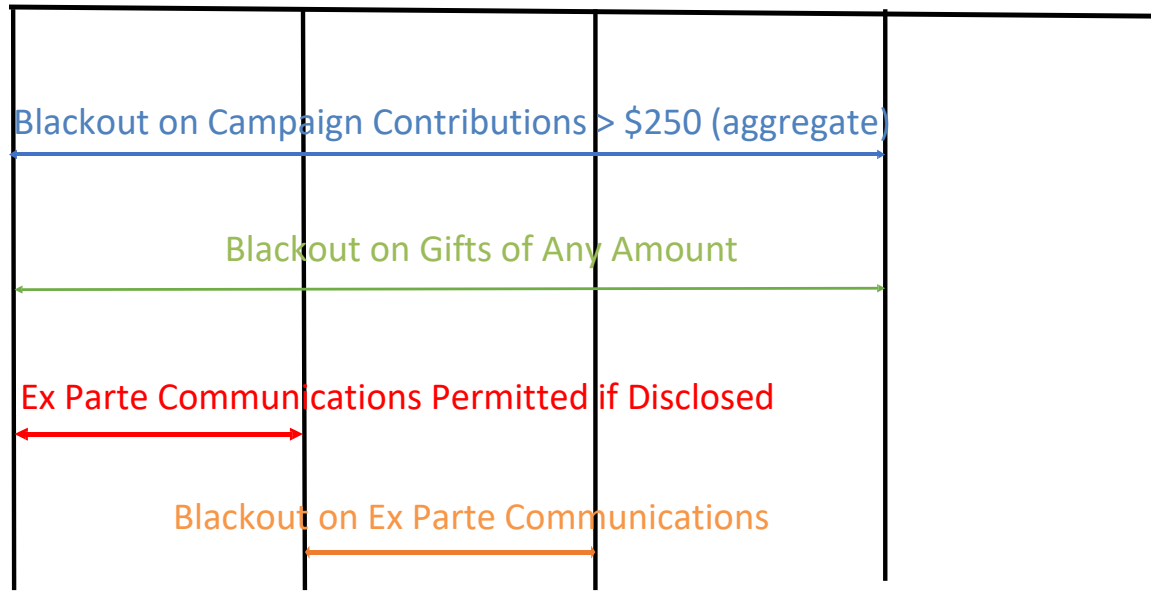 Blackout on Campaign Contributions > $250 (aggregate)
Blackout on Gifts of Any Amount
Ex Parte Communications Permitted if Disclosed
Blackout on Ex Parte Communications